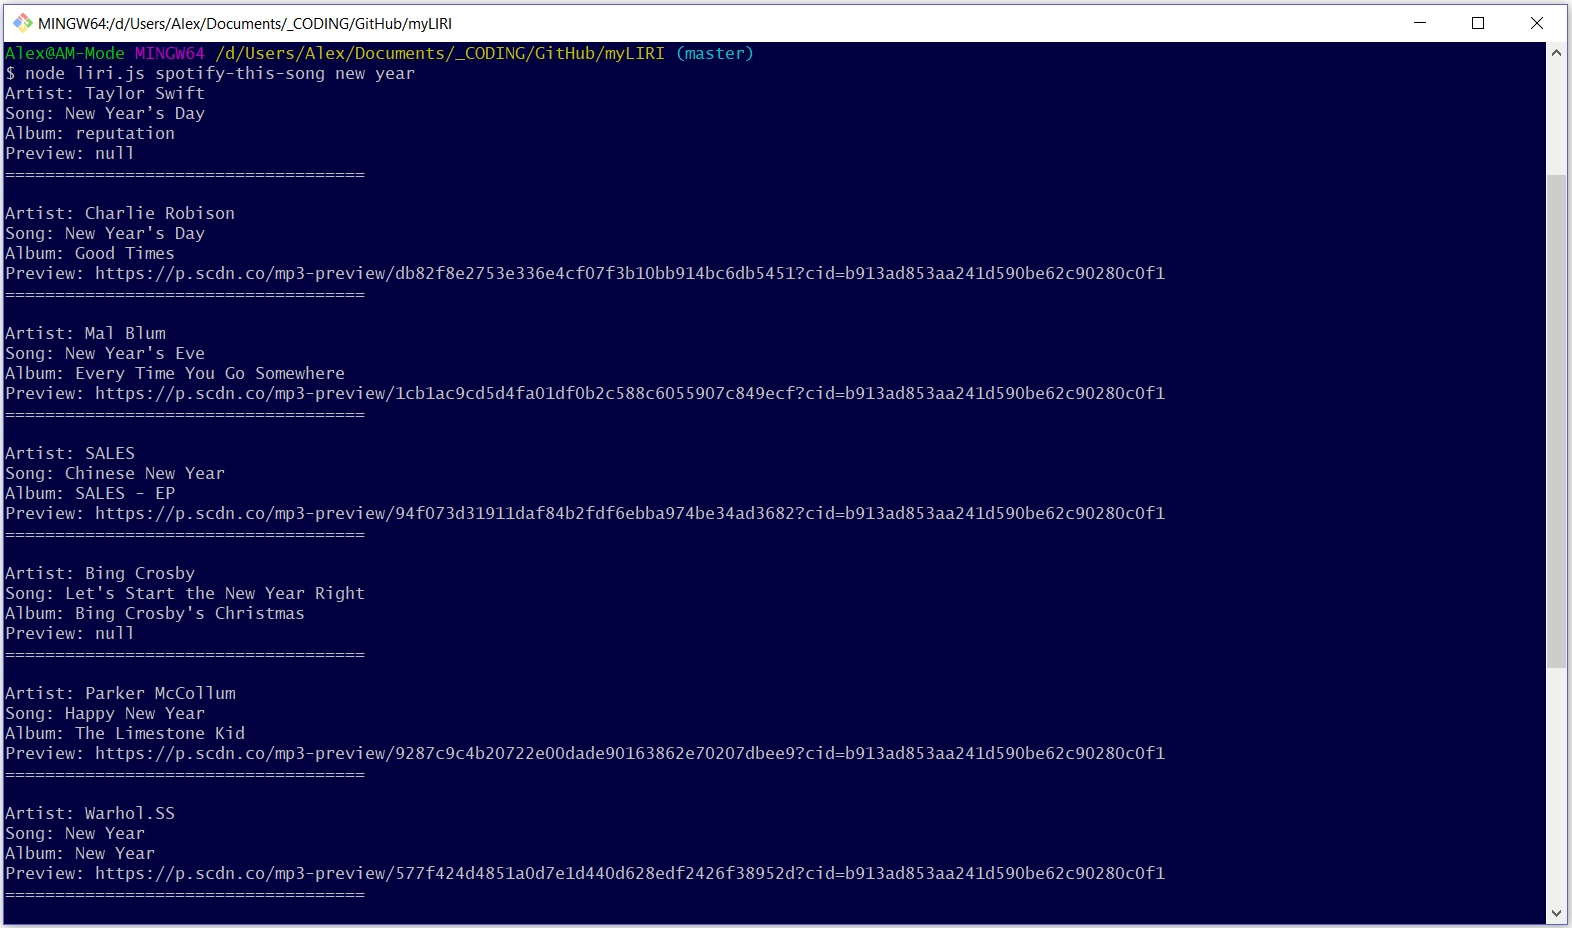 MINGW64:/d/Users/Alex/Documents/_CODING/GitHub/myLIRI
Alex@AM-Mode MINGW64 /d/Users/Alex/Documents/_CODING/GitHub/myLIRI (master)
$ node liri.js spotify-this-song new year
Artist: Taylor Swift
Song: New Year’s Day
Album: reputation
Preview: null
====================================
Artist: Charlie Robison
Song: New Year's Day
Album: Good Times
Preview: https://p.scdn.co/mp3-preview/db82f8e2753e336e4cf07f3b10bb914bc6db5451?cid=b913ad853aa241d590be62c90280c0f1
====================================
Artist: Mal Blum
Song: New Year's Eve
Album: Every Time You Go Somewhere
Preview: https://p.scdn.co/mp3-preview/1cb1ac9cd5d4fa01df0b2c588c6055907c849ecf?cid=b913ad853aa241d590be62c90280c0f1
====================================
Artist: SALES
Song: Chinese New Year
Album: SALES - EP
Preview: https://p.scdn.co/mp3-preview/94f073d31911daf84b2fdf6ebba974be34ad3682?cid=b913ad853aa241d590be62c90280c0f1
====================================
Artist: Bing Crosby
Song: Let's Start the New Year Right
Album: Bing Crosby's Christmas
Preview: null
====================================
Artist: Parker McCollum
Song: Happy New Year
Album: The Limestone Kid
Preview: https://p.scdn.co/mp3-preview/9287c9c4b20722e00dade90163862e70207dbee9?cid=b913ad853aa241d590be62c90280c0f1
====================================
Artist: Warhol.SS
Song: New Year
Album: New Year
Preview: https://p.scdn.co/mp3-preview/577f424d4851a0d7e1d440d628edf2426f38952d?cid=b913ad853aa241d590be62c90280c0f1
====================================